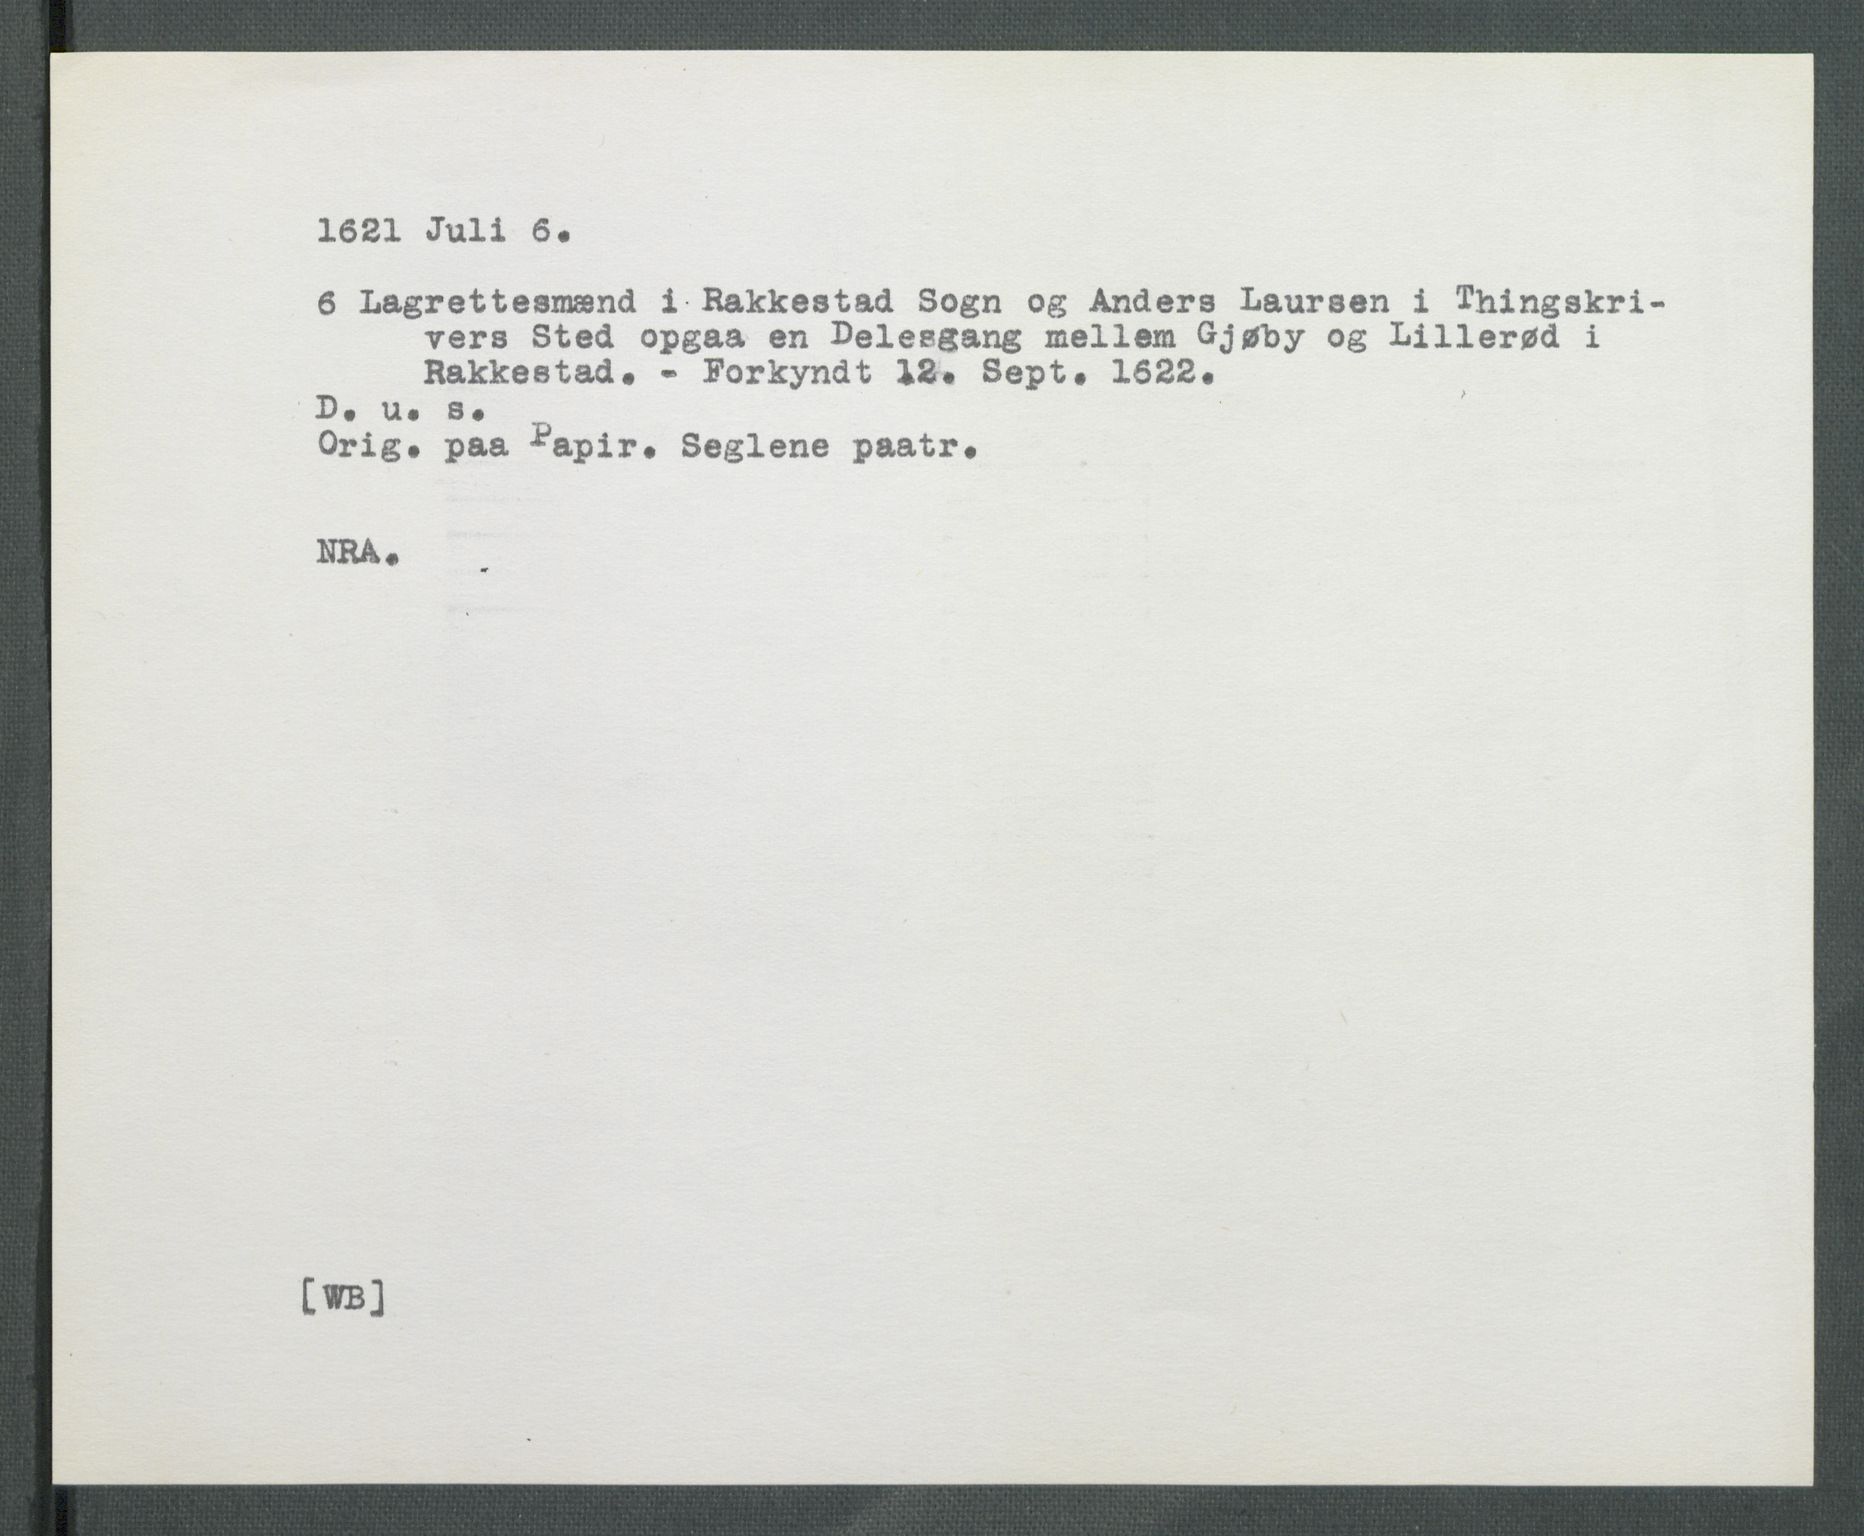 1621 Juli 6.
6 Lagrettesmænd i Rakkestad Sogn og Anders Laursen i Thingskri-
vers Sted opgaa en Delesgang mellem Gjøby og Lillerød i
Rakkestad. - Forkyndt 12. Sept. 1622.
D. u. s.
Orig. paa Papir. Seglene paatr.
NRA.
[WB]